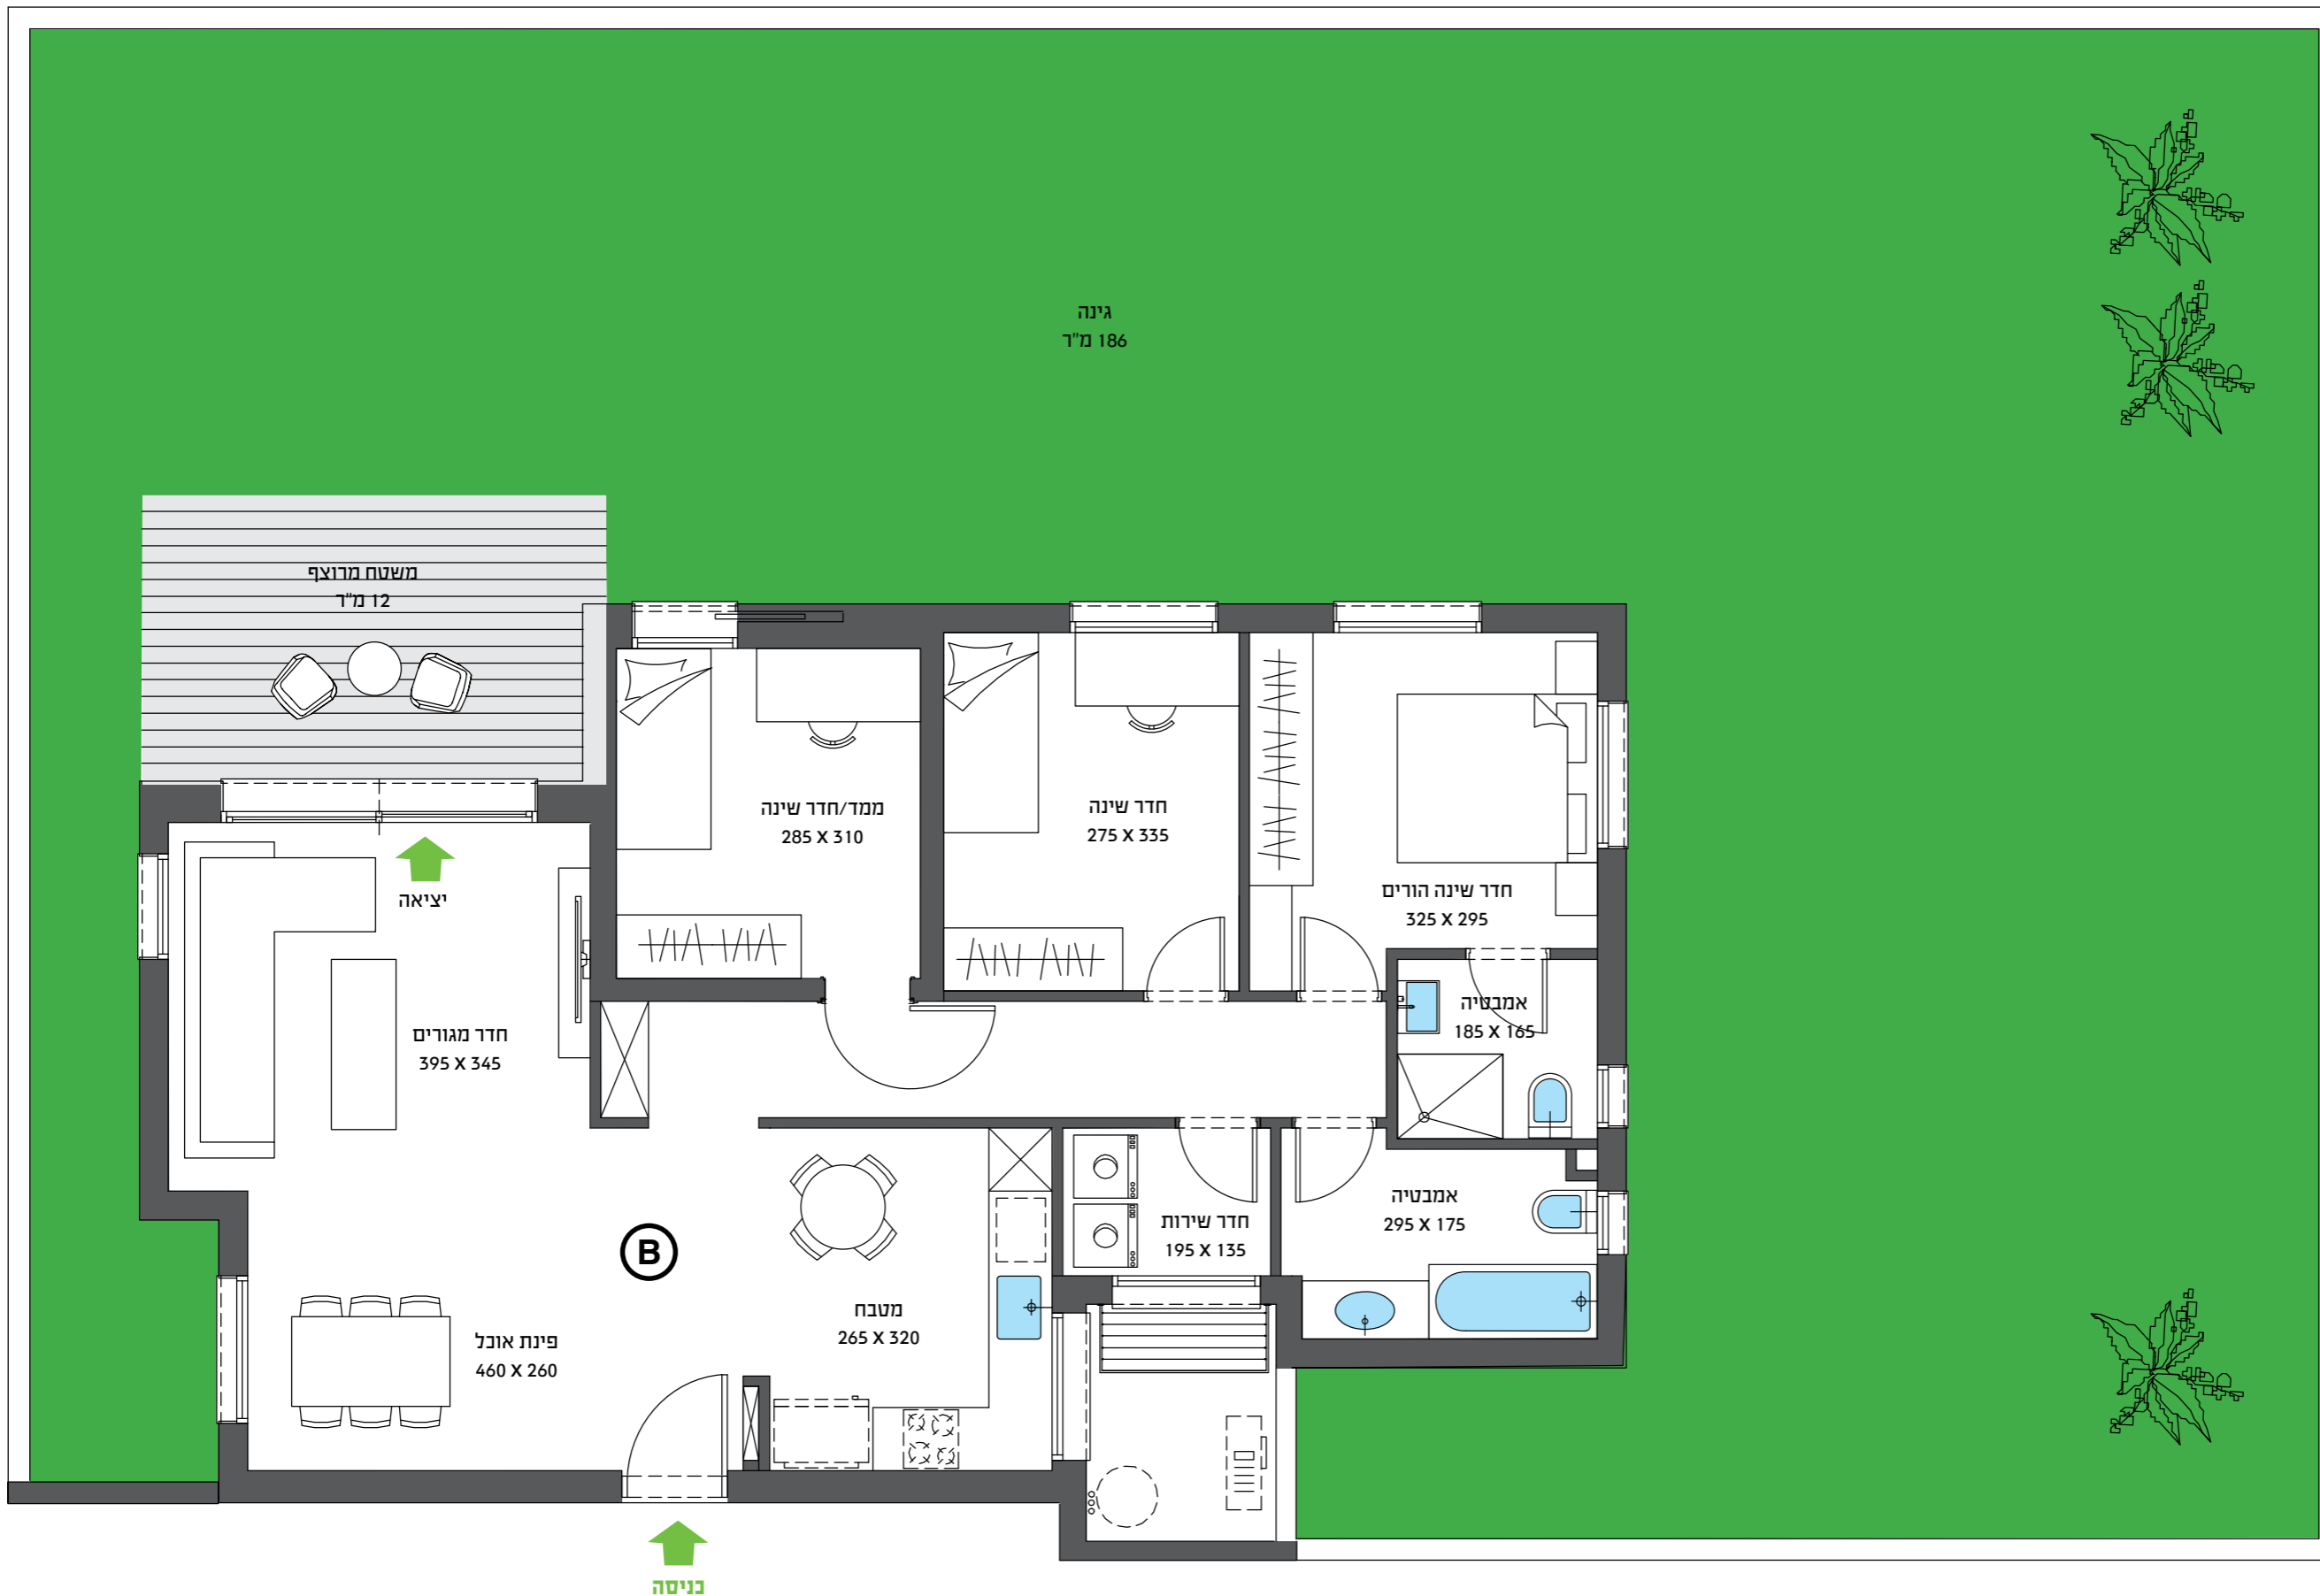 גינה
186 מ"ר
משטח מרוצף
12 מ"ר
ממד/חדר שינה
285 X 310
חדר שינה
275 X 335
חדר שינה הורים
325 X 295
יציאה
אמבטיה
185 X 165
חדר מגורים
395 X 345
אמבטיה
295 X 175
חדר שירות
195 X 135
B
מטבח
265 X 320
פינת אוכל
460 X 260
כניסה